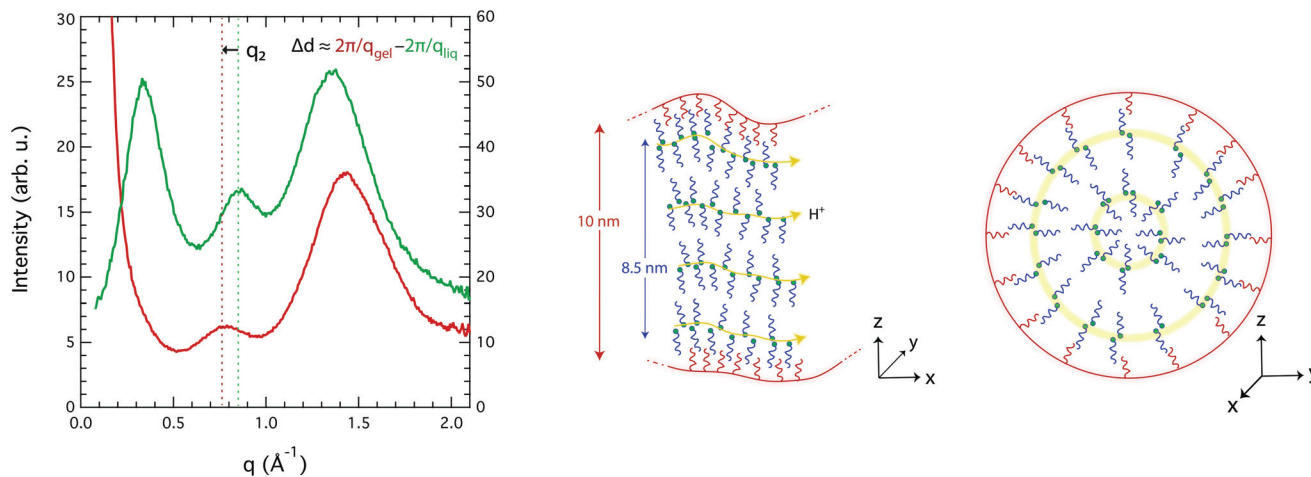 30
25
20
15
10
5
0
Intensity (arb. u.)
60
50
40
30
20
10
0
0.0 0.5 1.0 1.5 2.0
q (Å⁻¹)
q₂
Δd ≈ 2π/q_gel–2π/q_liq
10 nm
8.5 nm
H⁺
z
y
x
z
y
x